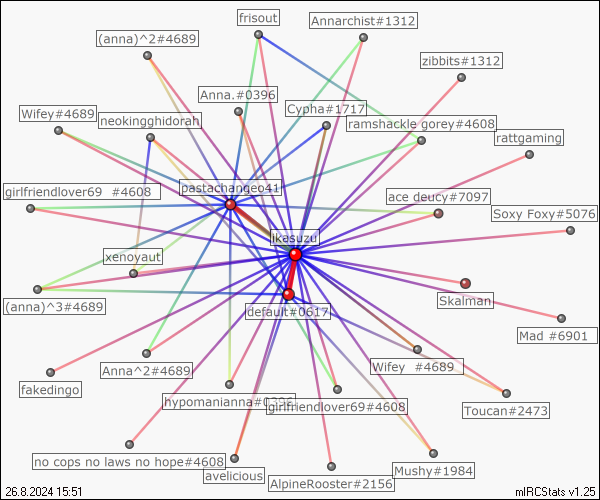 frisout
Annarchist#1312
(anna)^2#4689
zibbits#1312
Anna.#0396
Cypha#1717
Wifey#4689
neokingghidorah
ramshackle gorey#4608
rattgaming
pastachangeo41
girlfriendlover69 #4608
ace deucy#7097
Soxy Foxy#5076
ikasuzu
xenoyaut
(anna)^3#4689
Skalman
default#0617
Mad #6901
Anna^2#4689
Wifey #4689
fakedingo
hypomanianna#0396
girlfriendlover69#4608
Toucan#2473
no cops no laws no hope#4608
avelicious
Mushy#1984
AlpineRooster#2156
26.8.2024 15:51
mIRCStats v1.25